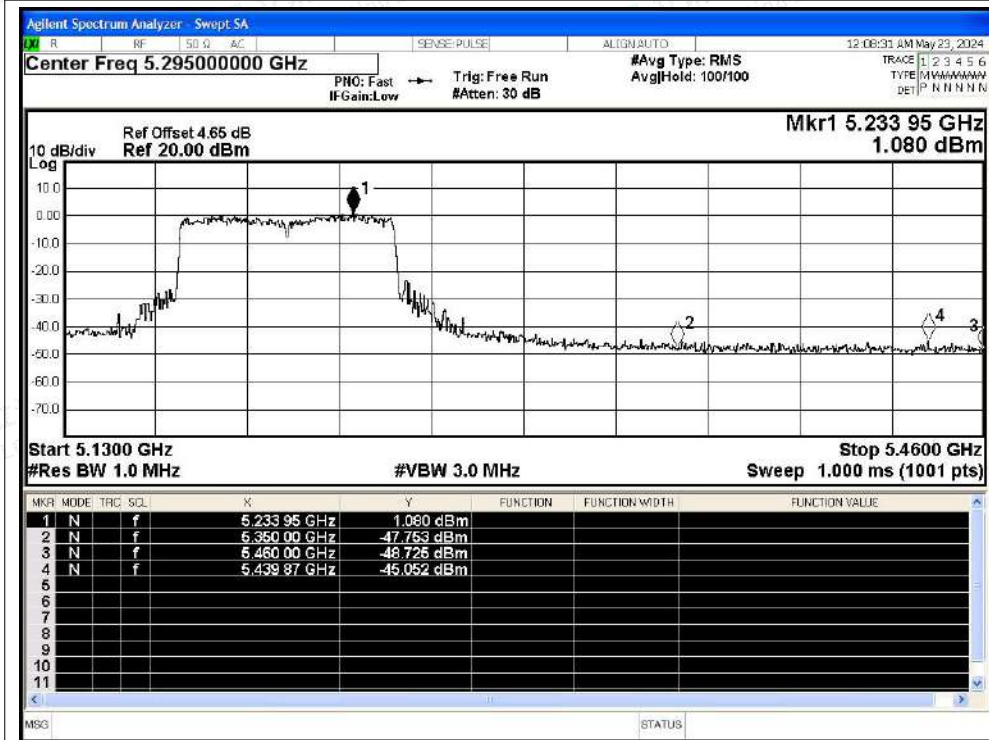 Agilent Spectrum Analyzer - Swept SA
LXI R RF 50 Ω AC SENSE:PULSE ALIGN AUTO 12:08:31 AM May 23, 2024
Center Freq 5.295000000 GHz
#Avg Type: RMS
TRACE 1 2 3 4 5 6
PNO: Fast Trig: Free Run Avg|Hold: 100/100
TYPE M WWWWW
IFGain:Low #Atten: 30 dB
DET P N N N N N
Mkr1 5.233 95 GHz
1.080 dBm
Ref Offset 4.65 dB
10 dB/div Ref 20.00 dBm
Log
10.0
0.00
-10.0
-20.0
-30.0
-40.0
-50.0
-60.0
-70.0
1
2
4
3
Start 5.1300 GHz Stop 5.4600 GHz
#Res BW 1.0 MHz #VBW 3.0 MHz Sweep 1.000 ms (1001 pts)
MKR MODE TRC SCL X Y FUNCTION FUNCTION WIDTH FUNCTION VALUE
1 N f 5.233 95 GHz 1.080 dBm
2 N f 5.350 00 GHz -47.753 dBm
3 N f 5.460 00 GHz -48.725 dBm
4 N f 5.439 87 GHz -45.052 dBm
5
6
7
8
9
10
11
MSG STATUS